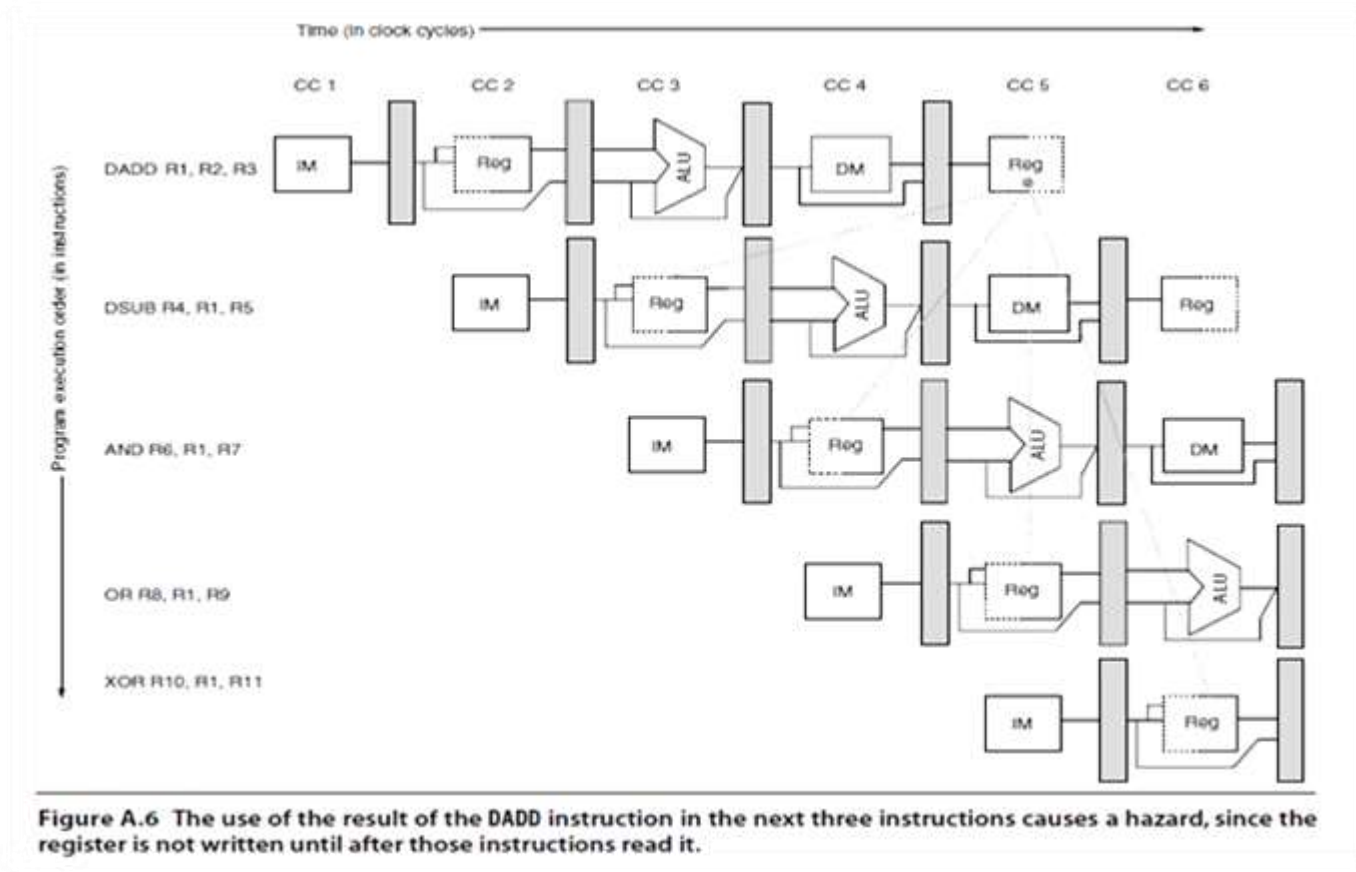 Time (in clock cycles)
CC 1 CC 2 CC 3 CC 4 CC 5 CC 6
Program execution order (in instructions)
DADD R1, R2, R3 IM Reg ALU DM Reg
DSUB R4, R1, R5 IM Reg ALU DM Reg
AND R6, R1, R7 IM Reg ALU DM
OR R8, R1, R9 IM Reg ALU
XOR R10, R1, R11 IM Reg
Figure A.6 The use of the result of the DADD instruction in the next three instructions causes a hazard, since the
register is not written until after those instructions read it.